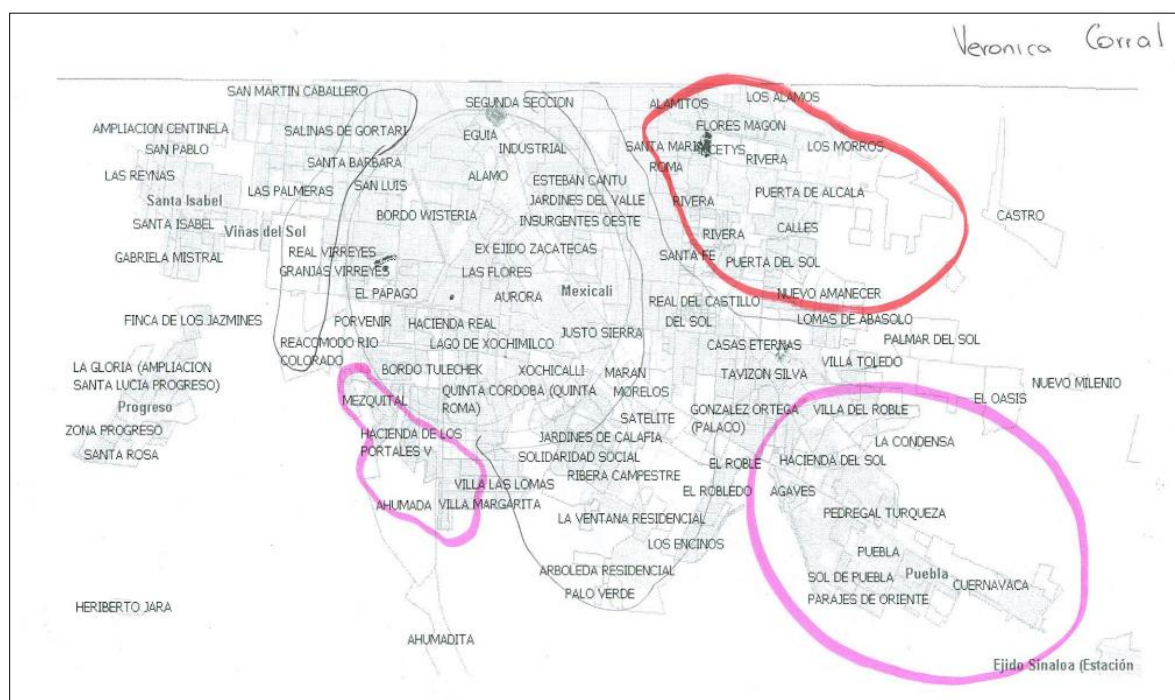 Veronica Corral
SAN MARTIN CABALLERO
SEGUNDA SECCION
ALAMITOS
LOS ALAMOS
AMPLIACION CENTINELA
SALINAS DE GORTARI
EGUIA
FLORES MAGON
SAN PABLO
INDUSTRIAL
SANTA MARIA
CETYS
LOS MORROS
SANTA BARBARA
RIVERA
LAS REYNAS
ROMA
LAS PALMERAS
SAN LUIS
ALAMO
ESTEBAN CANTU
PUERTA DE ALCALA
Santa Isabel
JARDINES DEL VALLE
RIVERA
BORDO WISTERIA
INSURGENTES OESTE
CASTRO
SANTA ISABEL
Viñas del Sol
RIVERA
CALLES
GABRIELA MISTRAL
REAL VIRREYES
EX EJIDO ZACATECAS
SANTA FE
PUERTA DEL SOL
GRANJAS VIRREYES
LAS FLORES
EL PAPAGO
AURORA
Mexicali
NUEVO AMANECER
REAL DEL CASTILLO
FINCA DE LOS JAZMINES
PORVENIR
HACIENDA REAL
DEL SOL
LOMAS DE ABASOLO
JUSTO SIERRA
REACOMODO RIO
COLORADO
LAGO DE XOCHIMILCO
CASAS ETERNAS
PALMAR DEL SOL
LA GLORIA (AMPLIACION
SANTA LUCIA PROGRESO)
BORDO TULECHEK
XOCHICALLI
MARAN
TAVIZON SILVA
VILLA TOLEDO
NUEVO MILENIO
Progreso
MEZQUITAL
QUINTA CORDOBA (QUINTA
ROMA)
MORELOS
EL OASIS
SATELITE
GONZALEZ ORTEGA
(PALACO)
VILLA DEL ROBLE
ZONA PROGRESO
HACIENDA DE LOS
PORTALES V
JARDINES DE CALAFIA
LA CONDENSA
SANTA ROSA
SOLIDARIDAD SOCIAL
EL ROBLE
HACIENDA DEL SOL
RIBERA CAMPESTRE
VILLA LAS LOMAS
EL ROBLEDO
AGAVES
AHUMADA
VILLA MARGARITA
PEDREGAL TURQUEZA
LA VENTANA RESIDENCIAL
LOS ENCINOS
PUEBLA
ARBOLEDA RESIDENCIAL
SOL DE PUEBLA
Puebla
CUERNAVACA
PALO VERDE
PARAJES DE ORIENTE
HERIBERTO JARA
AHUMADITA
Ejido Sinaloa (Estación